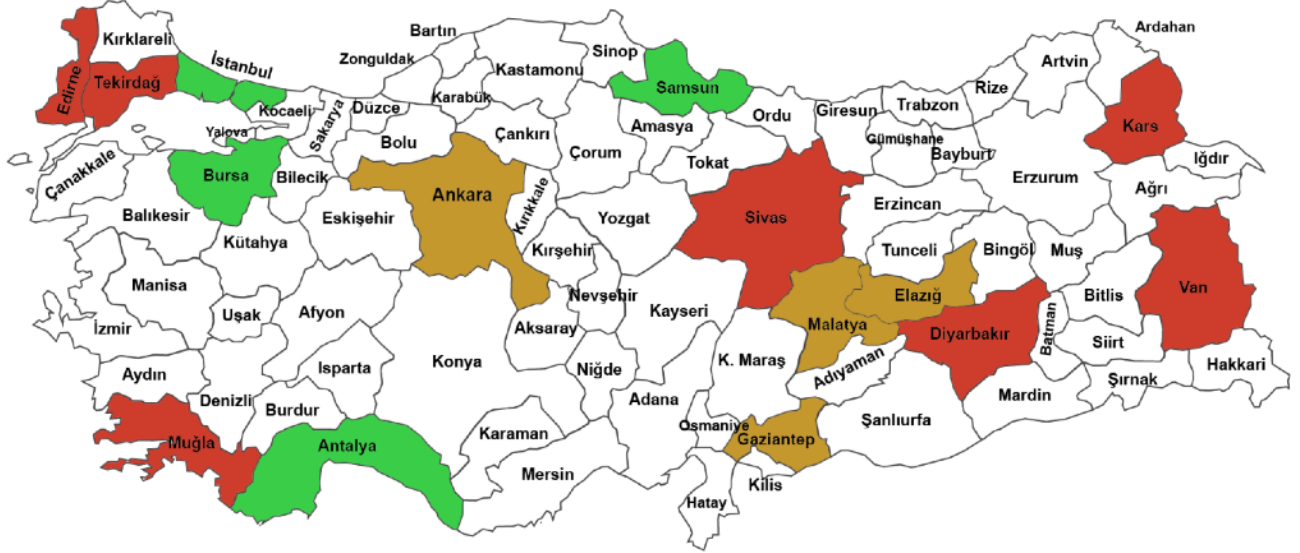 Kırklareli
Edirne
Tekirdağ
İstanbul
Kocaeli
Yalova
Sakarya
Düzce
Zonguldak
Bartın
Karabük
Kastamonu
Sinop
Samsun
Ordu
Giresun
Trabzon
Rize
Artvin
Ardahan
Kars
Iğdır
Ağrı
Erzurum
Bayburt
Gümüşhane
Tokat
Amasya
Çorum
Çankırı
Bolu
Bilecik
Bursa
Çanakkale
Balıkesir
Kütahya
Eskişehir
Ankara
Kırıkkale
Kırşehir
Yozgat
Sivas
Erzincan
Tunceli
Bingöl
Muş
Bitlis
Van
Hakkari
Şırnak
Siirt
Batman
Diyarbakır
Elazığ
Malatya
Kayseri
Nevşehir
Aksaray
Konya
Afyon
Uşak
Manisa
İzmir
Aydın
Denizli
Muğla
Burdur
Isparta
Antalya
Karaman
Mersin
Niğde
Adana
K. Maraş
Osmaniye
Gaziantep
Adıyaman
Şanlıurfa
Mardin
Kilis
Hatay